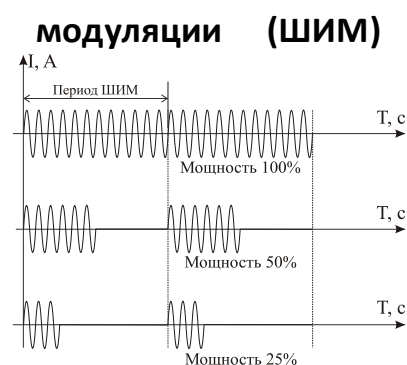 модуляции (ШИМ)
I, A
Период ШИМ
T, c
Мощность 100%
T, c
Мощность 50%
T, c
Мощность 25%